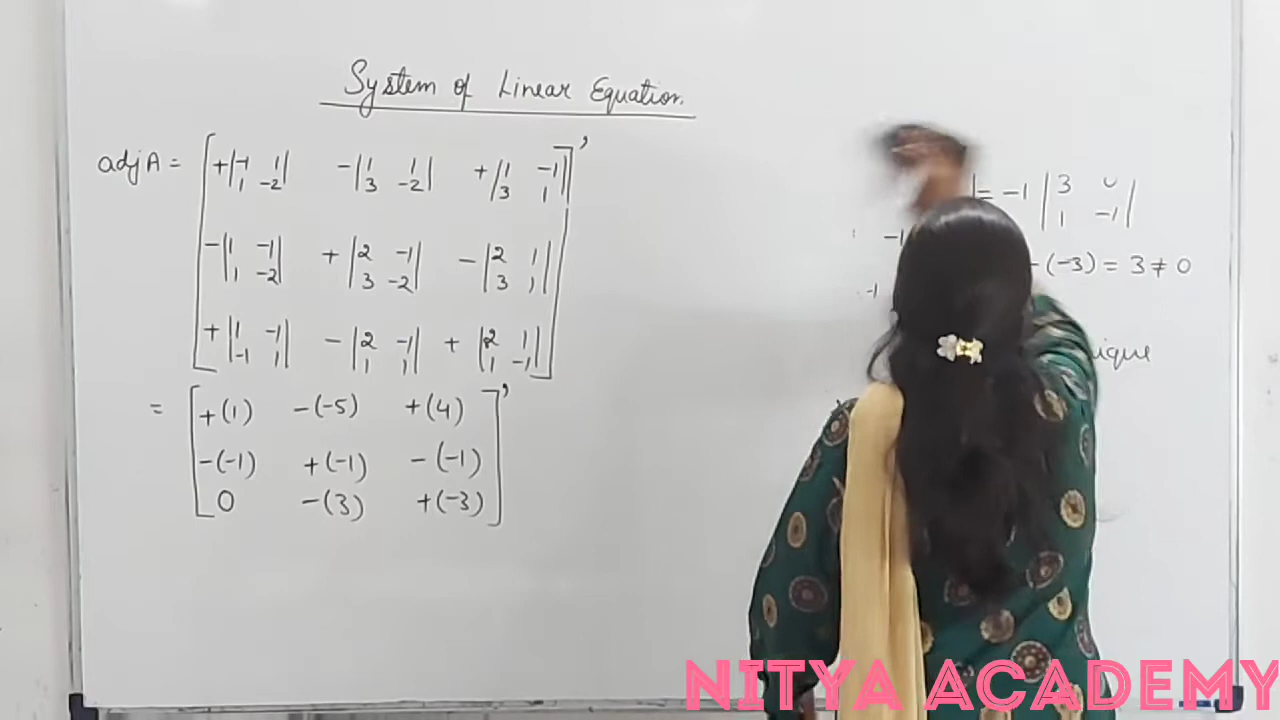 System of Linear Equation.
adj A = [ +|-1 1; 1 -2| -|1 1; 3 -2| +|1 -1; 3 1|
-|1 -1; 1 -2| +|2 -1; 3 -2| -|2 1; 3 1|
+|1 -1; -1 1| -|2 -1; 1 1| +|2 1; 1 -1| ]'
= [ +(1) -(-5) +(4)
-(-1) +(-1) -(-1)
0 -(3) +(-3) ]'
|= -1 |3 0; 1 -1|
-1
-(-3) = 3 ≠ 0
-1
NITYA ACADEMY